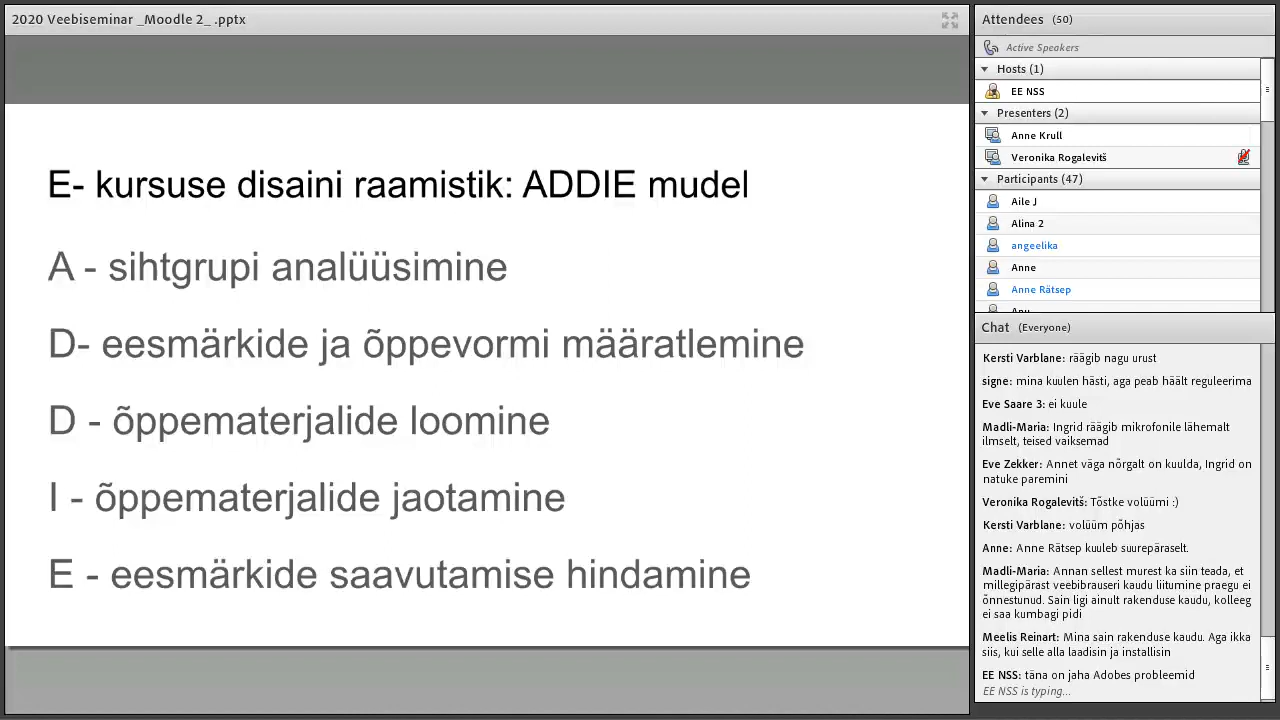 2020 Veebiseminar _Moodle 2_ .pptx
E- kursuse disaini raamistik: ADDIE mudel
A - sihtgrupi analüüsimine
D- eesmärkide ja õppevormi määratlemine
D - õppematerjalide loomine
I - õppematerjalide jaotamine
E - eesmärkide saavutamise hindamine
Attendees (50)
Active Speakers
Hosts (1)
EE NSS
Presenters (2)
Anne Krull
Veronika Rogalevitš
Participants (47)
Aile J
Alina 2
angeelika
Anne
Anne Rätsep
Chat (Everyone)
Kersti Varblane: räägib nagu urust
signe: mina kuulen hästi, aga peab häält reguleerima
Eve Saare 3: ei kuule
Madli-Maria: Ingrid räägib mikrofonile lähemalt
ilmselt, teised vaiksemad
Eve Zekker: Annet väga nõrgalt on kuulda, Ingrid on
natuke paremini
Veronika Rogalevitš: Tõstke volüümi :)
Kersti Varblane: volüüm põhjas
Anne: Anne Rätsep kuuleb suurepäraselt.
Madli-Maria: Annan sellest murest ka siin teada, et
millegipärast veebibrauseri kaudu liitumine praegu ei
õnnestunud. Sain ligi ainult rakenduse kaudu, kolleeg
ei saa kumbagi pidi
Meelis Reinart: Mina sain rakenduse kaudu. Aga ikka
siis, kui selle alla laadisin ja installisin
EE NSS: täna on jaha Adobes probleemid
EE NSS is typing...